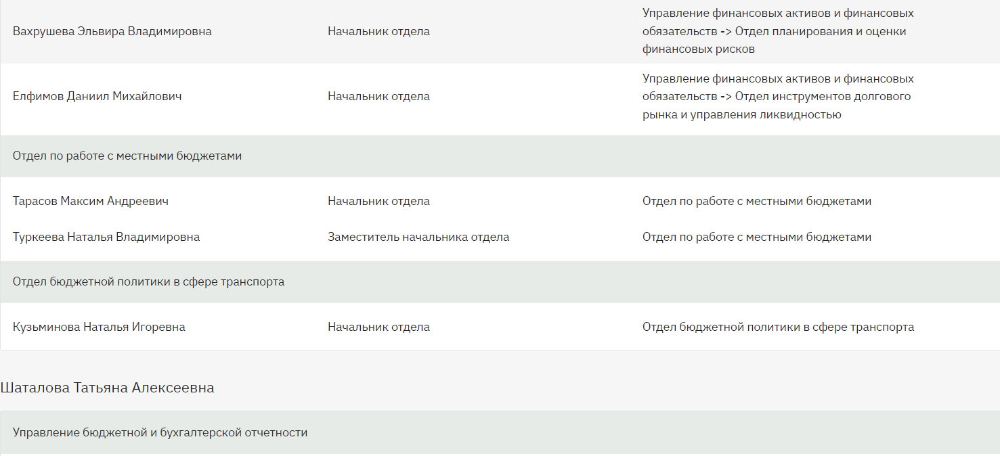 Вахрушева Эльвира Владимировна
Начальник отдела
Управление финансовых активов и финансовых
обязательств -> Отдел планирования и оценки
финансовых рисков
Елфимов Даниил Михайлович
Начальник отдела
Управление финансовых активов и финансовых
обязательств -> Отдел инструментов долгового
рынка и управления ликвидностью
Отдел по работе с местными бюджетами
Тарасов Максим Андреевич
Начальник отдела
Отдел по работе с местными бюджетами
Туркеева Наталья Владимировна
Заместитель начальника отдела
Отдел по работе с местными бюджетами
Отдел бюджетной политики в сфере транспорта
Кузьминова Наталья Игоревна
Начальник отдела
Отдел бюджетной политики в сфере транспорта
Шаталова Татьяна Алексеевна
Управление бюджетной и бухгалтерской отчетности